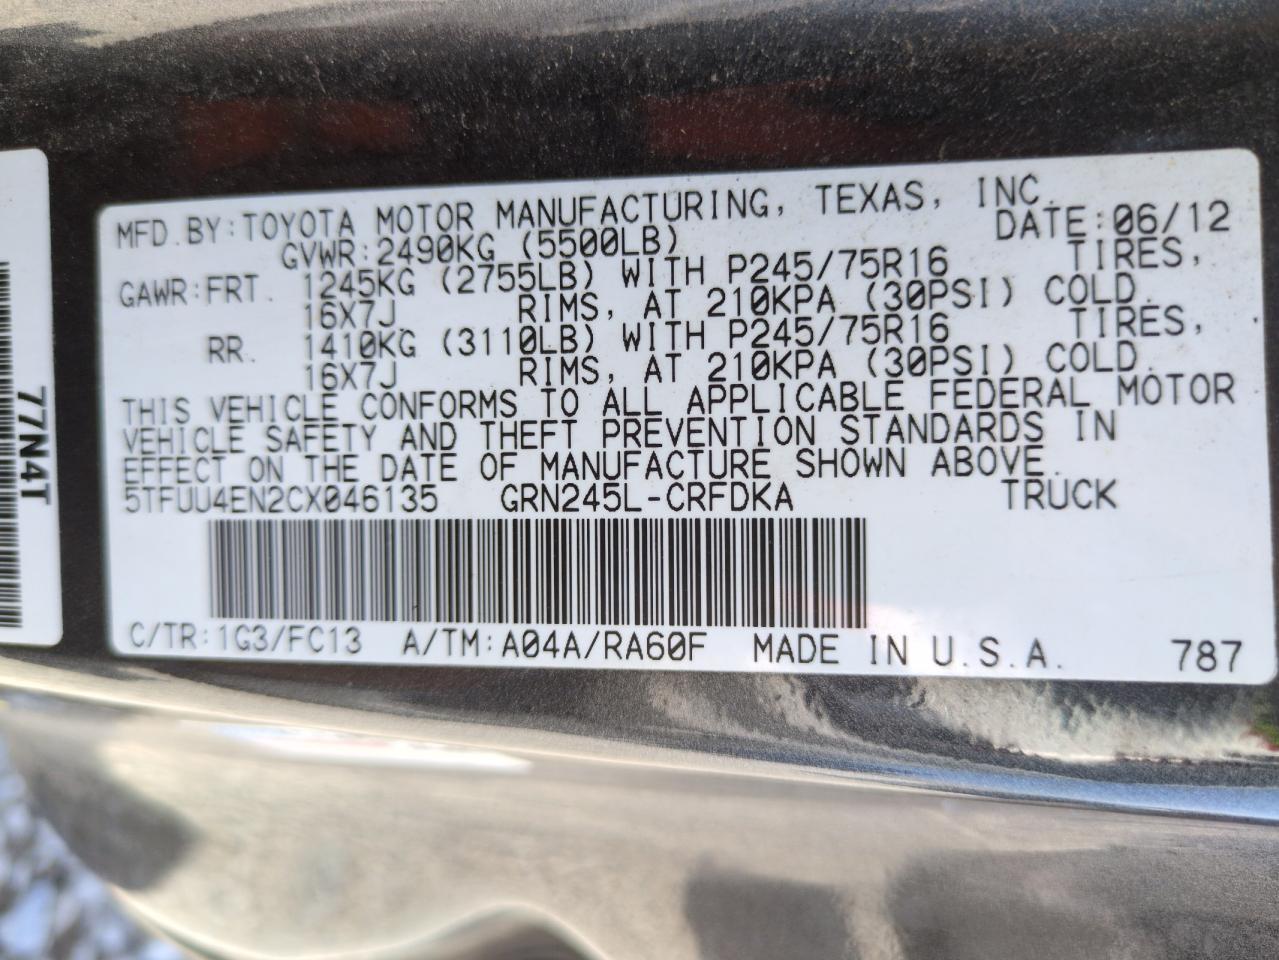 MFD. BY: TOYOTA MOTOR MANUFACTURING, TEXAS, INC.
GVWR: 2490KG (5500LB) DATE: 06/12
GAWR: FRT. 1245KG (2755LB) WITH P245/75R16 TIRES,
16X7J RIMS, AT 210KPA (30PSI) COLD.
RR. 1410KG (3110LB) WITH P245/75R16 TIRES,
16X7J RIMS, AT 210KPA (30PSI) COLD.
THIS VEHICLE CONFORMS TO ALL APPLICABLE FEDERAL MOTOR
VEHICLE SAFETY AND THEFT PREVENTION STANDARDS IN
EFFECT ON THE DATE OF MANUFACTURE SHOWN ABOVE.
5TFUU4EN2CX046135 GRN245L-CRFDKA TRUCK
C/TR: 1G3/FC13 A/TM: A04A/RA60F MADE IN U.S.A. 787
77N4T